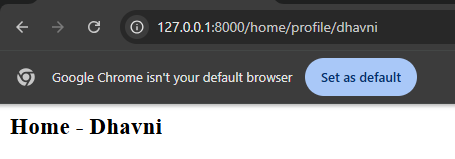 127.0.0.1:8000/home/profile/dhavni
Google Chrome isn't your default browser Set as default
Home - Dhavni